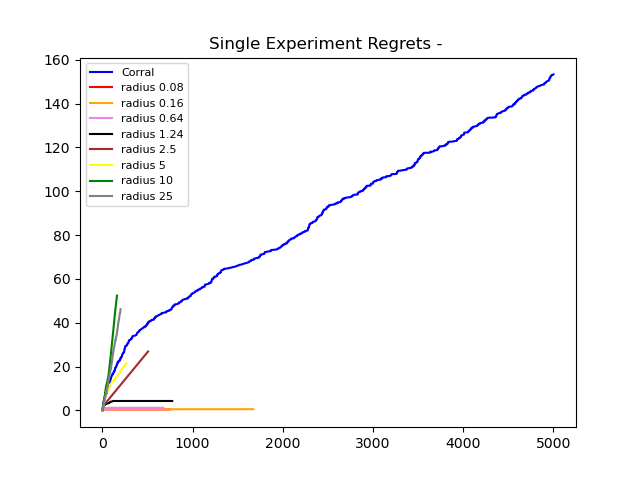 Single Experiment Regrets -
160
140
120
100
80
60
40
20
0
Corral
radius 0.08
radius 0.16
radius 0.64
radius 1.24
radius 2.5
radius 5
radius 10
radius 25
0 1000 2000 3000 4000 5000